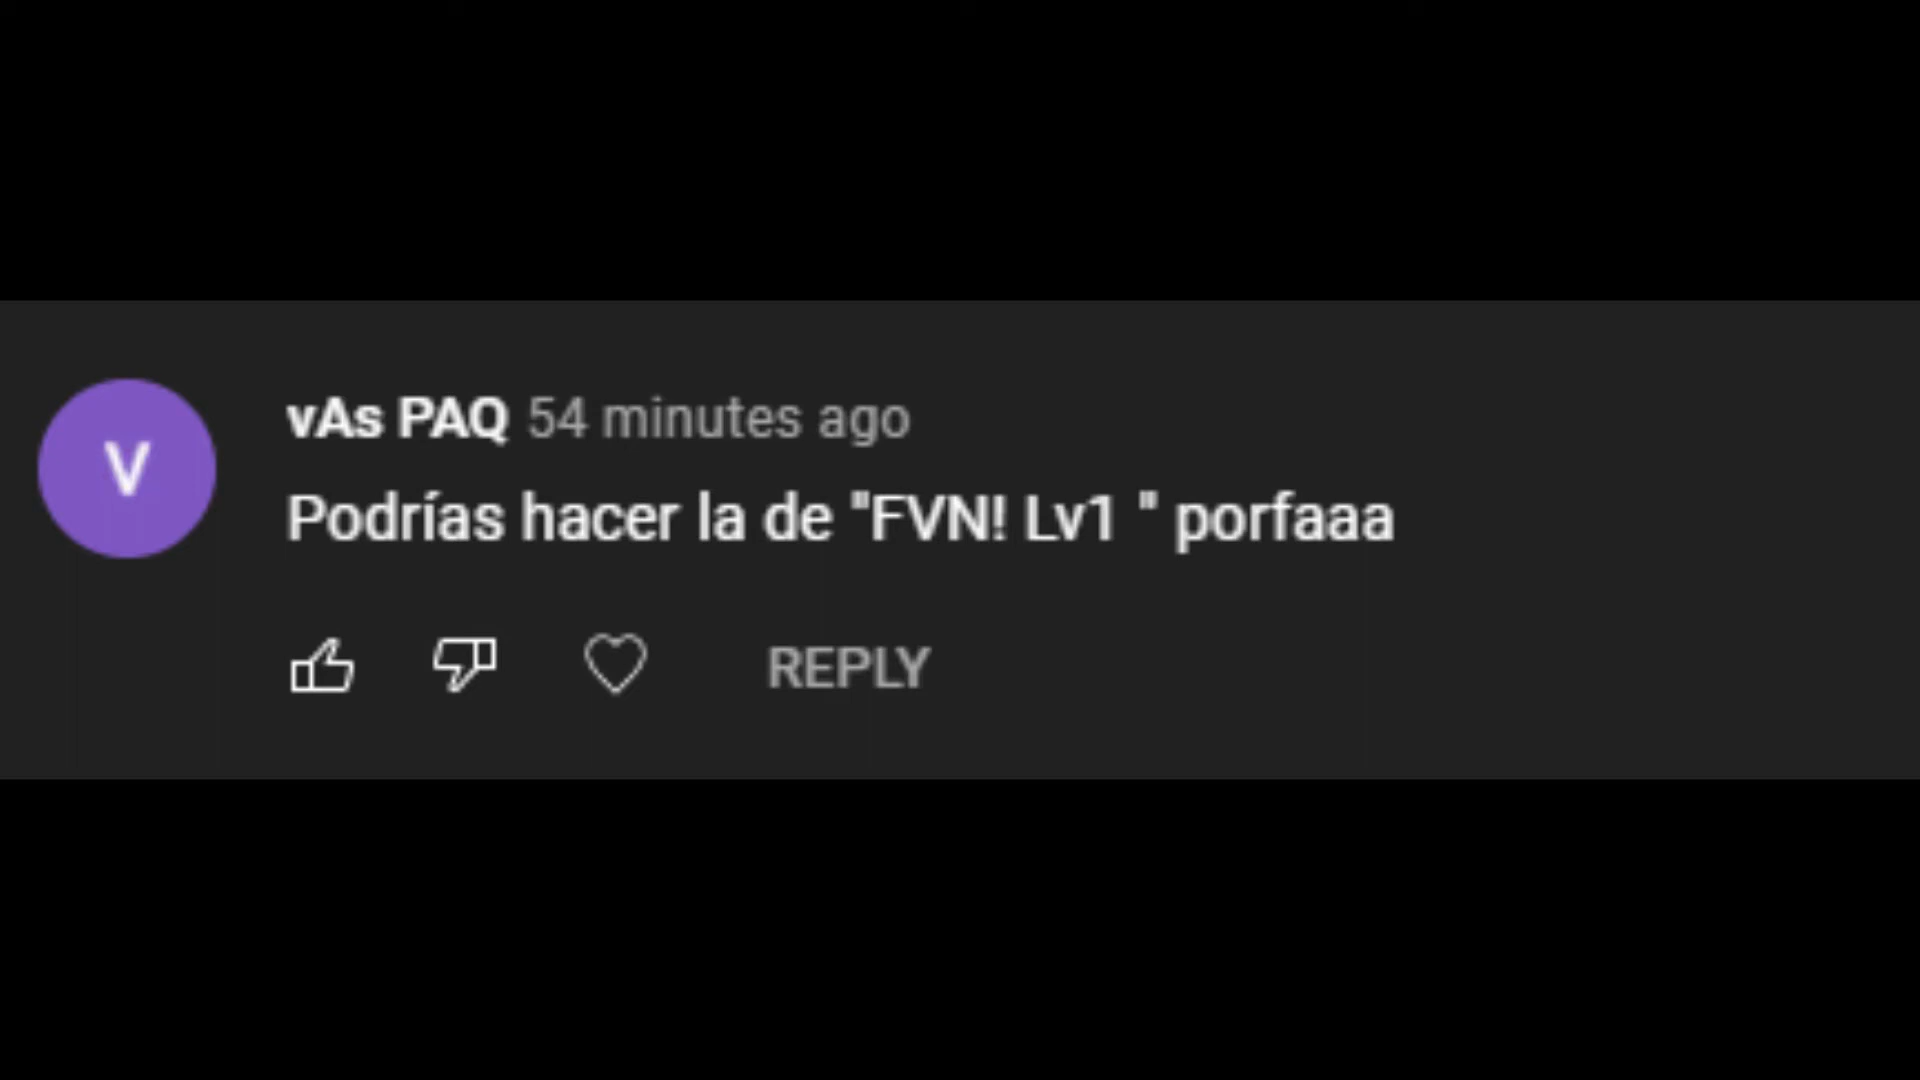 V
vAs PAQ 54 minutes ago
Podrías hacer la de "FVN! Lv1 " porfaaa
REPLY